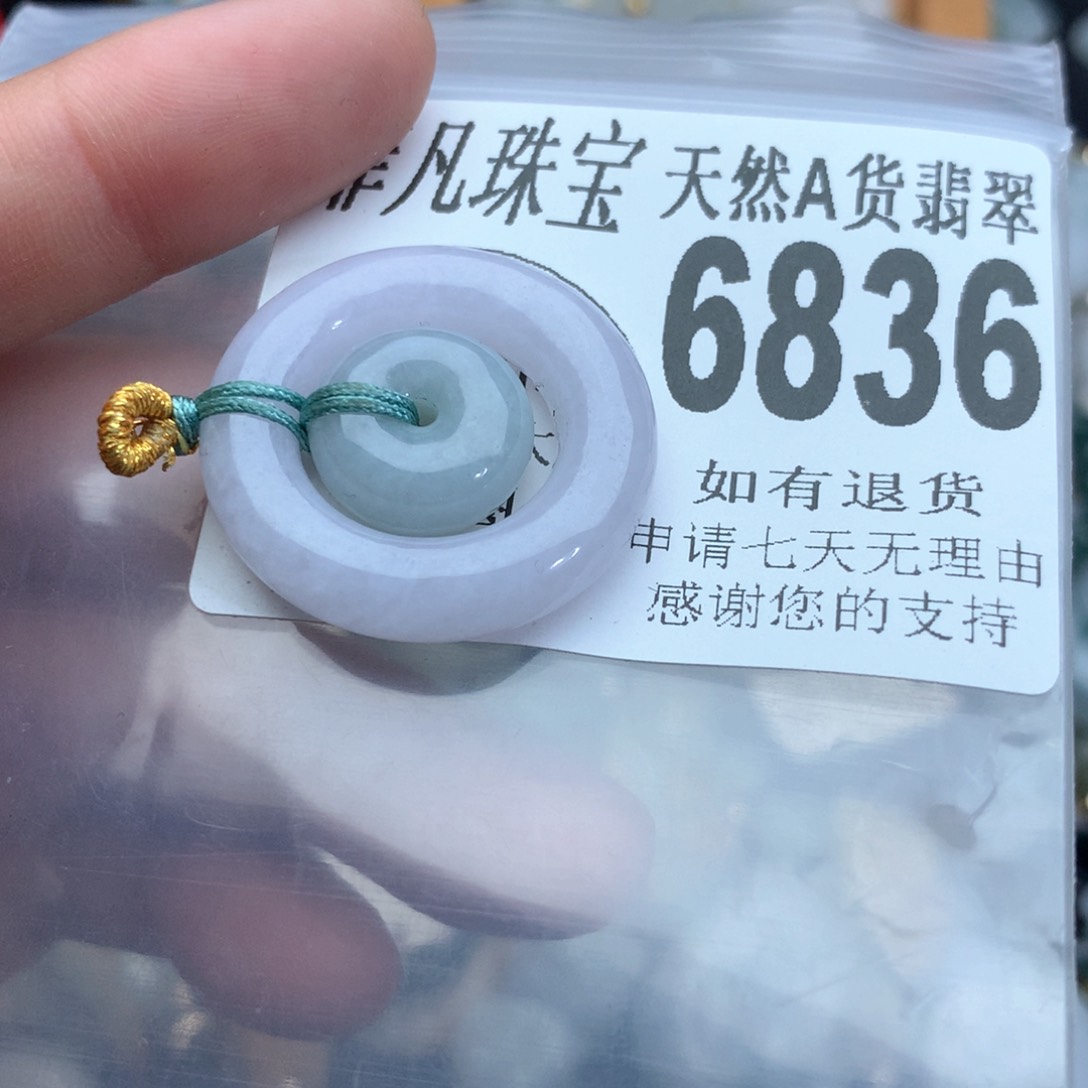 凡珠宝 天然A货翡翠
6836
如有退货
申请七天无理由
感谢您的支持